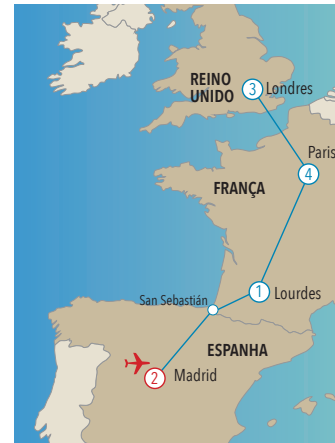 REINO
UNIDO
3 Londres
Paris
4
FRANÇA
1 Lourdes
San Sebastián
ESPANHA
2 Madrid